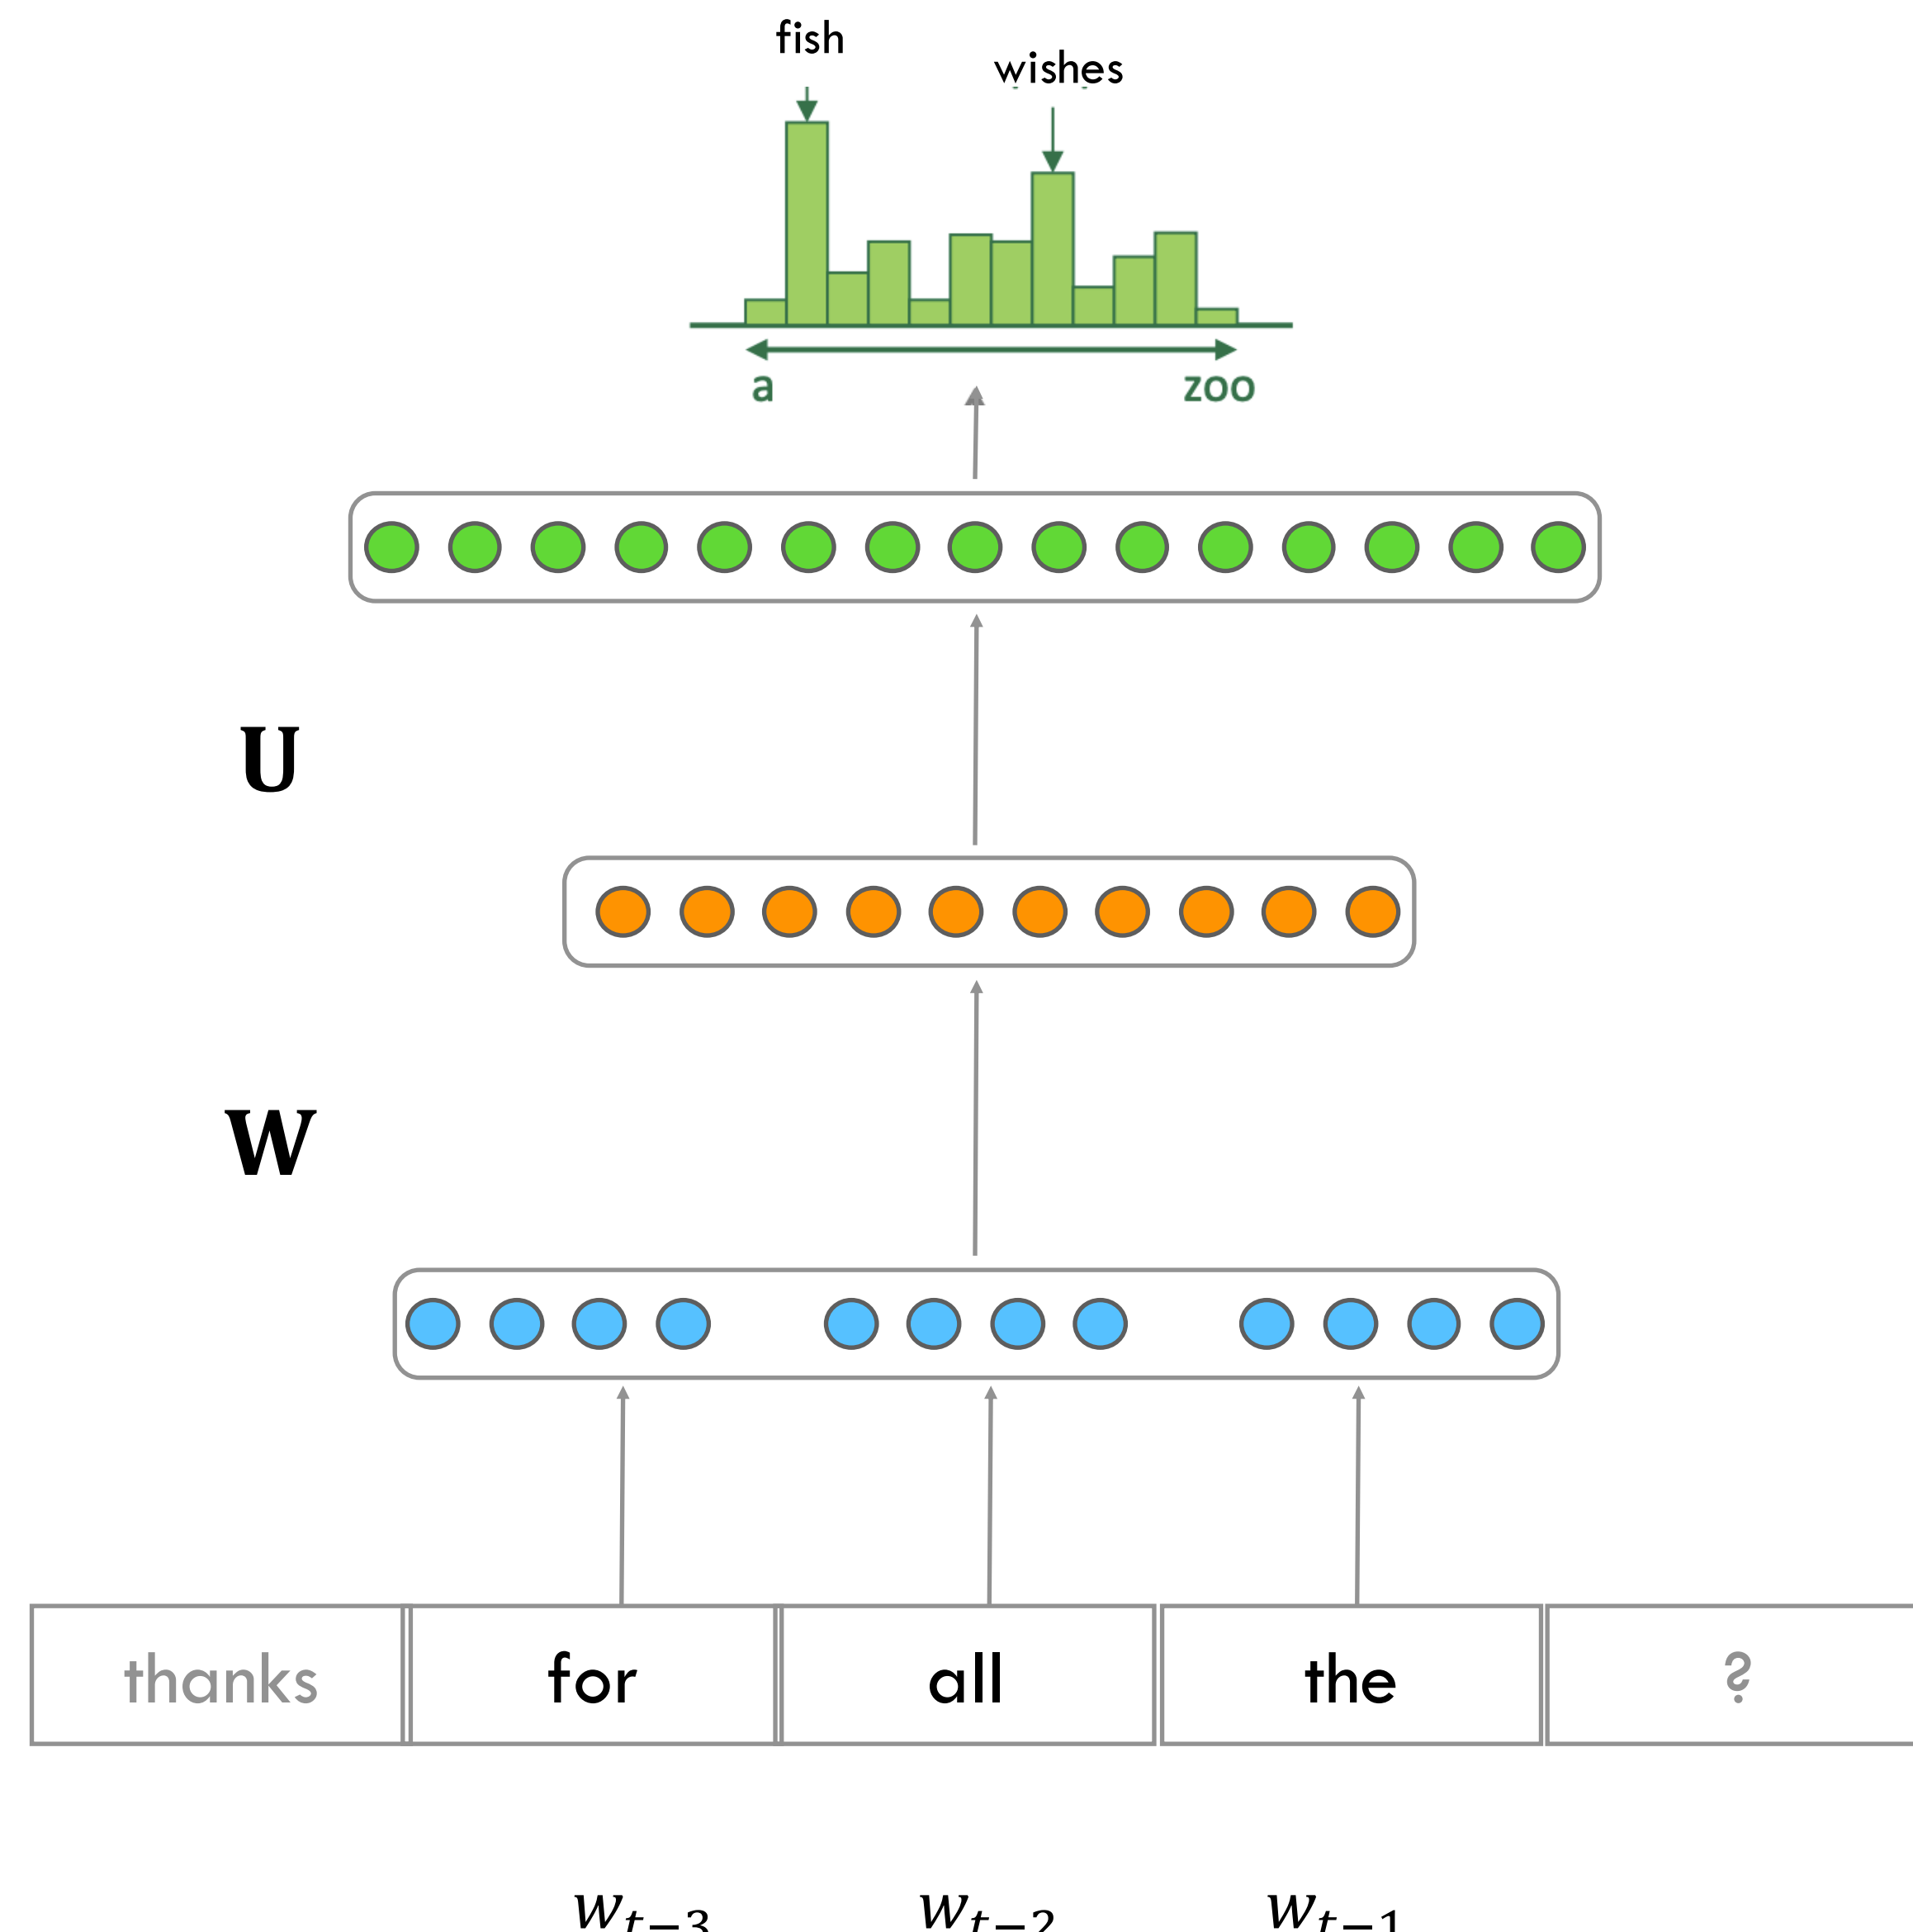 fish
wishes
a zoo
U
W
thanks for all the ?
w_{t−3} w_{t−2} w_{t−1}